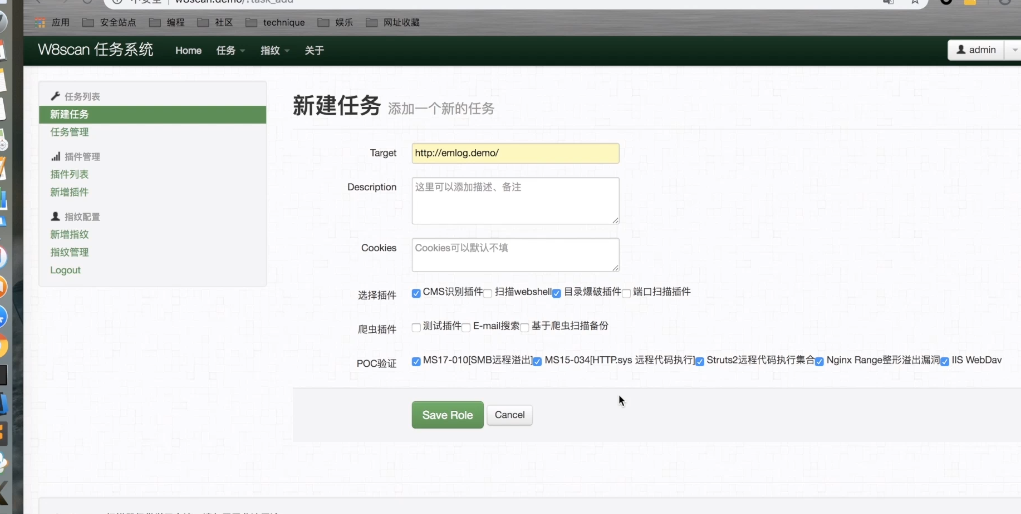 应用 安全站点 编程 社区 technique 娱乐 网址收藏
W8scan 任务系统 Home 任务 指纹 关于 admin
任务列表
新建任务
任务管理
插件管理
插件列表
新增插件
指纹配置
新增指纹
指纹管理
Logout
新建任务 添加一个新的任务
Target http://emlog.demo/
Description 这里可以添加描述、备注
Cookies Cookies可以默认不填
选择插件 CMS识别插件 扫描webshell 目录爆破插件 端口扫描插件
爬虫插件 测试插件 E-mail搜索 基于爬虫扫描备份
POC验证 MS17-010[SMB远程溢出] MS15-034[HTTP.sys 远程代码执行] Struts2远程代码执行集合 Nginx Range整形溢出漏洞 IIS WebDav
Save Role Cancel